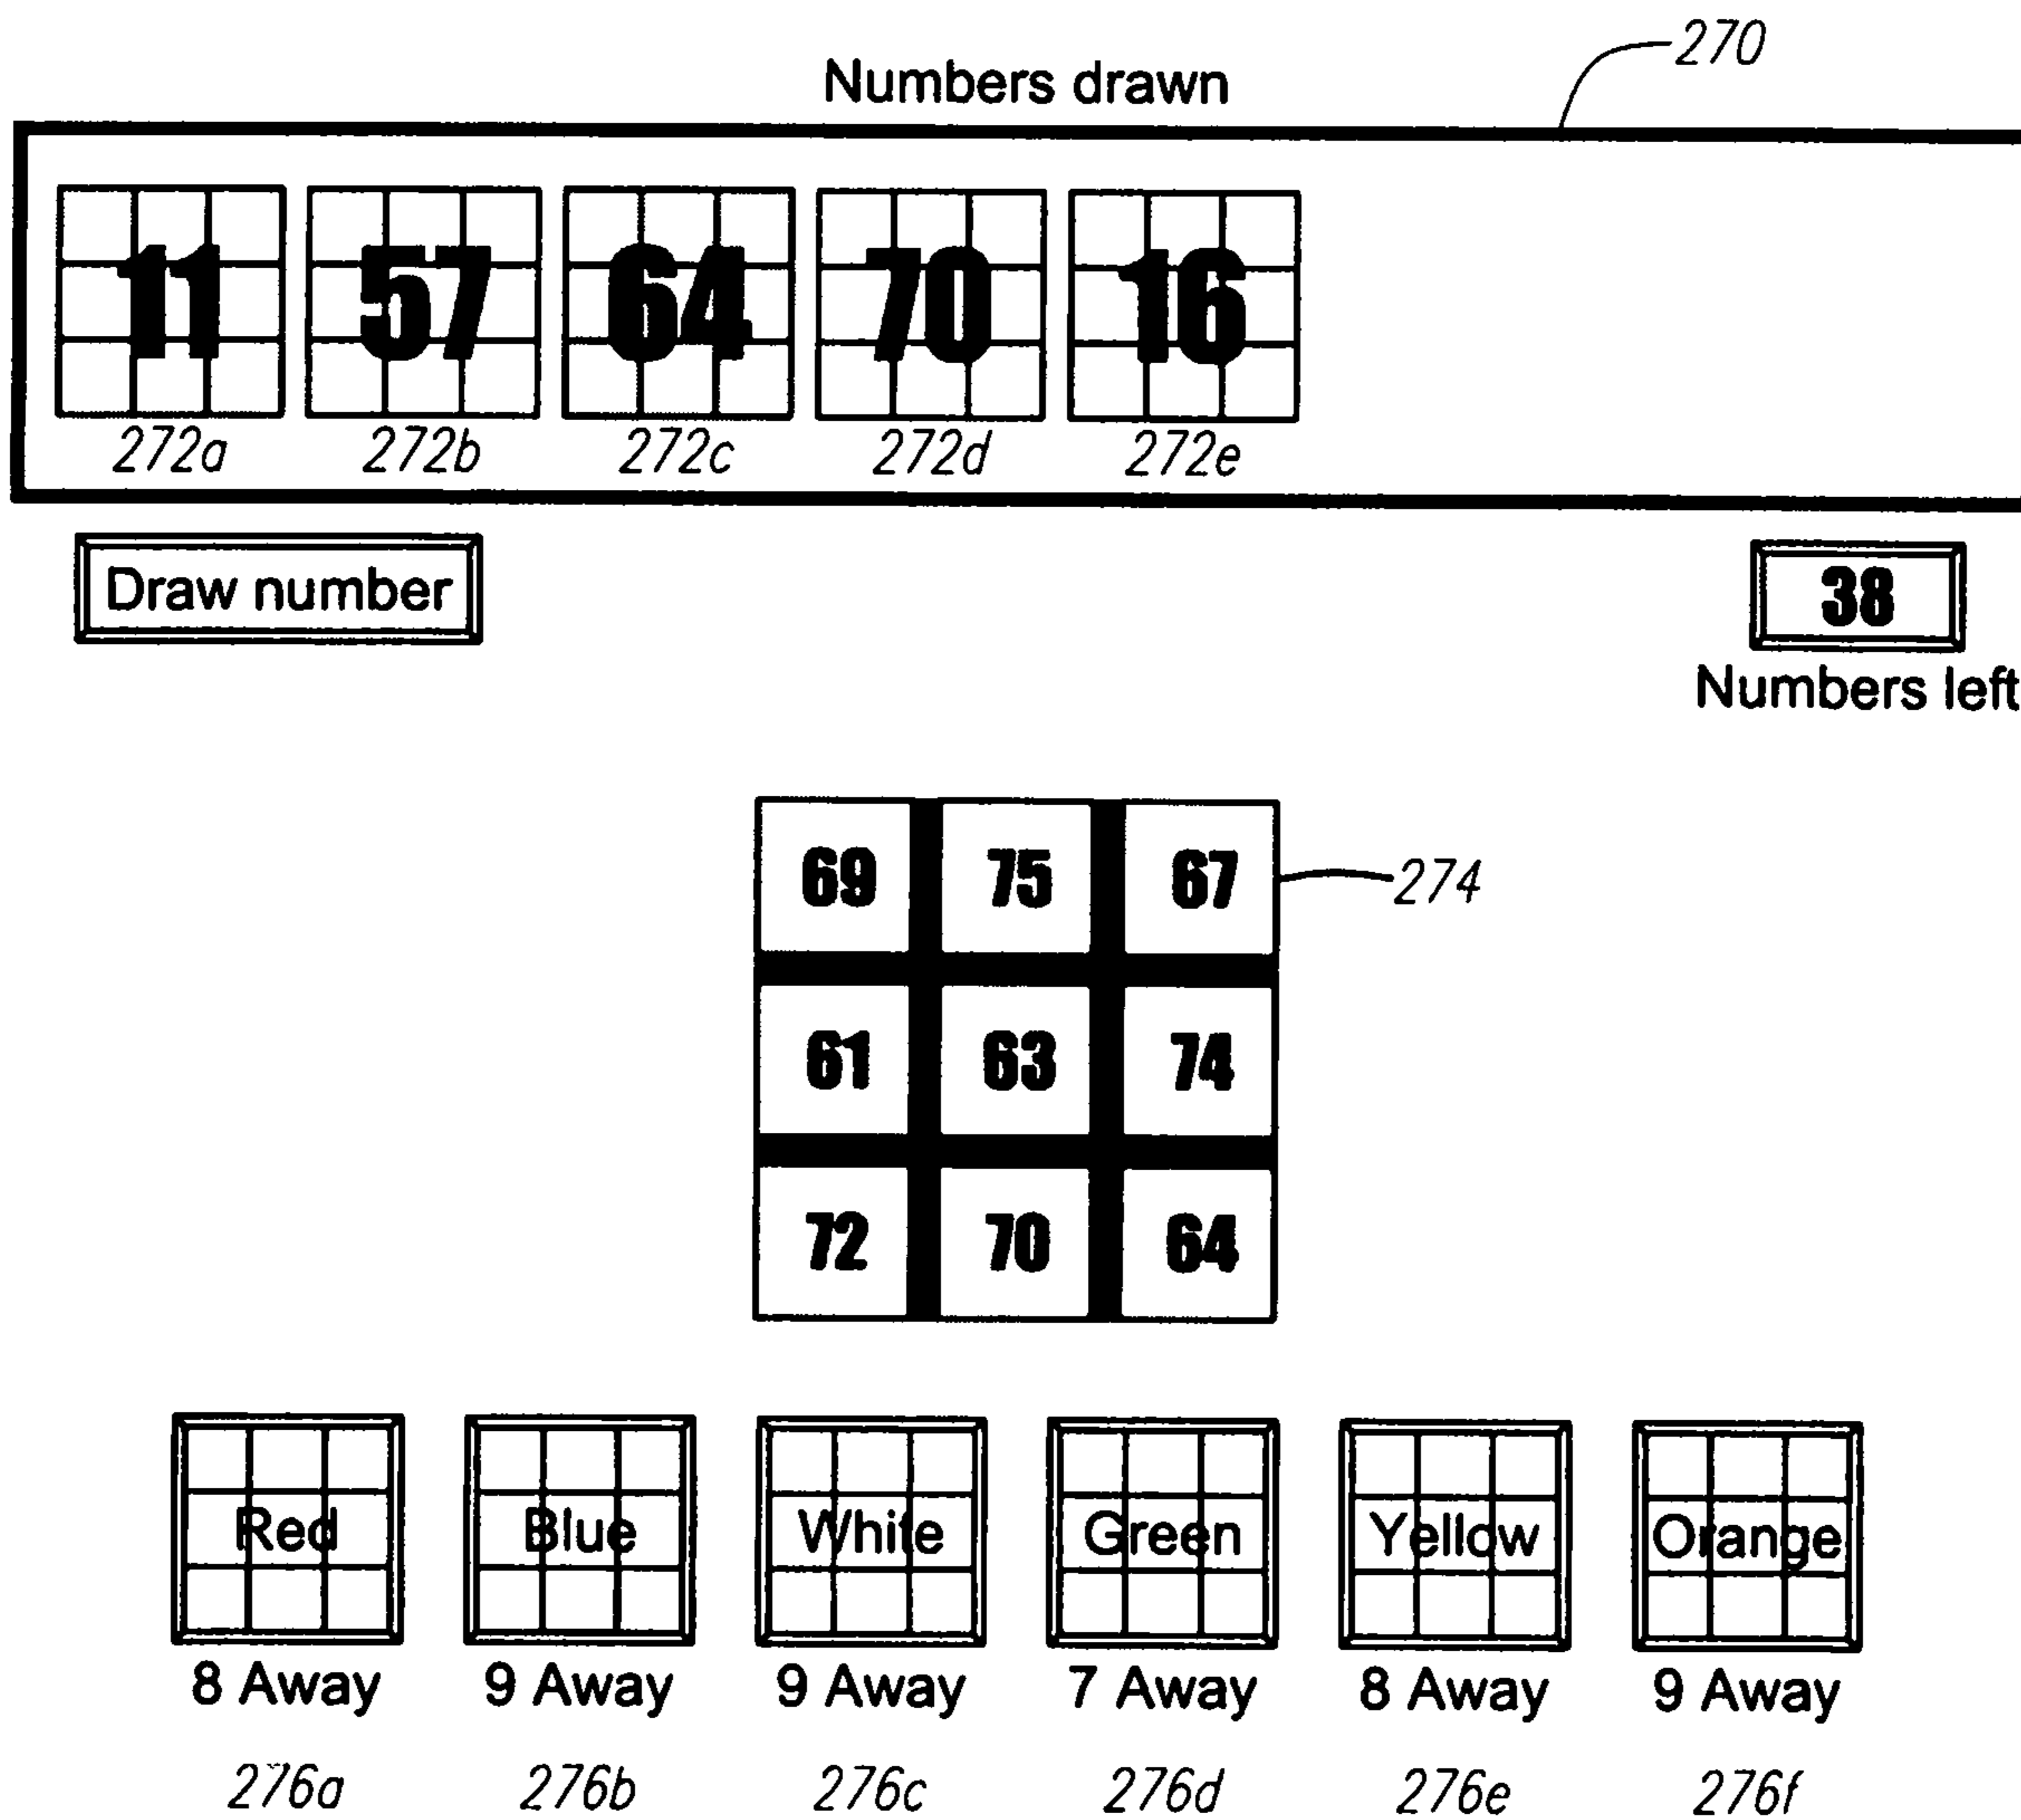 270
Numbers drawn
11 57 64 70 16
272a 272b 272c 272d 272e
Draw number
38
Numbers left
69 75 67
274
61 63 74
72 70 64
Red Blue White Green Yellow Orange
8 Away 9 Away 9 Away 7 Away 8 Away 9 Away
276a 276b 276c 276d 276e 276f